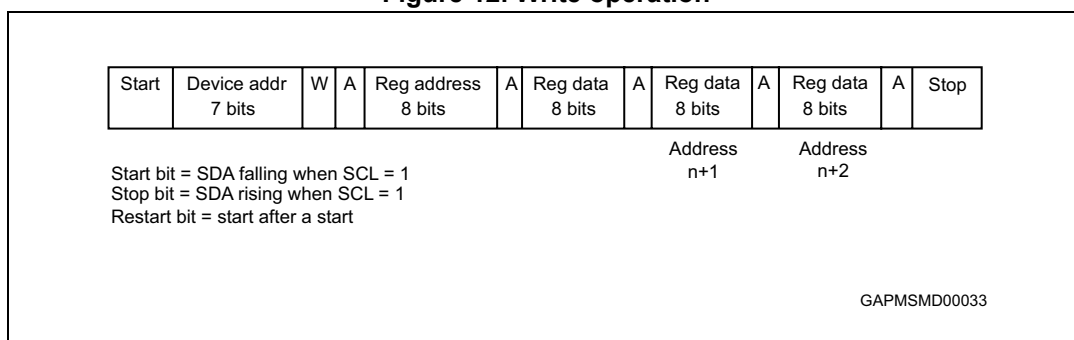 Figure 12. Write operation
Start Device addr 7 bits W A Reg address 8 bits A Reg data 8 bits A Reg data 8 bits A Reg data 8 bits A Stop
Address n+1 Address n+2
Start bit = SDA falling when SCL = 1
Stop bit = SDA rising when SCL = 1
Restart bit = start after a start
GAPMSMD00033